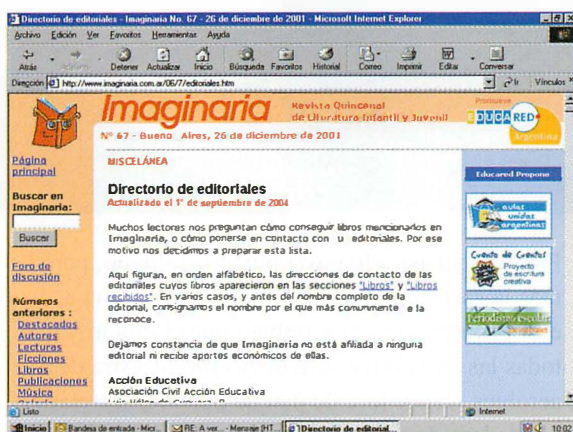 Directorio de editoriales - Imaginaria No. 67 - 26 de diciembre de 2001 - Microsoft Internet Explorer
Archivo Edición Ver Favoritos Herramientas Ayuda
Atrás Detener Actualizar Inicio Búsqueda Favoritos Historial Correo Imprimir Editar Conversar
Dirección http://www.imaginaria.com.ar/06/7/editoriales.htm Ir Vínculos
Imaginaria
Revista Quincenal
de Literatura Infantil y Juvenil
Promueve
EDUCARED
Argentina
Nº 67 - Bueno Aires, 26 de diciembre de 2001
Página
principal
Buscar en
Imaginaria:
Buscar
Foro de
discusión
Números
anteriores :
Destacados
Autores
Lecturas
Ficciones
Libros
Publicaciones
Música
MISCELÁNEA
Directorio de editoriales
Actualizado el 1º de septiembre de 2004
Muchos lectores nos preguntan cómo conseguir libros mencionados en
Imaginaria, o cómo ponerse en contacto con u editoriales. Por ese
motivo nos decidimos a preparar esta lista.
Aquí figuran, en orden alfabético, las direcciones de contacto de las
editoriales cuyos libros aparecieron en las secciones "Libros" y "Libros
recibidos". En varios casos, y antes del nombre completo de la
editorial, consignamos el nombre por el que más comunmente e la
reconoce.
Dejamos constancia de que Imaginaria no está afiliada a ninguna
editorial ni recibe aportes económicos de ellas.
Acción Educativa
Asociación Civil Acción Educativa
Educared Propone
aulas
unidas
argentinas
Cuento de Cuentos
Proyecto
de escritura
creativa
Periodismo escolar
Listo Internet
Inicio Bandeja de entrada - Micr... RE: A ver... - Mensaje (HT... Directorio de editorial... 10:02